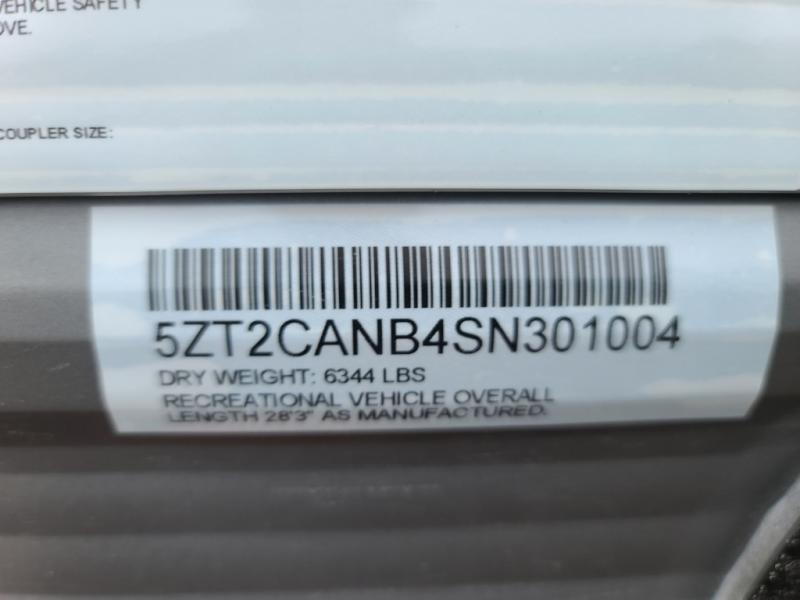 VEHICLE SAFETY
OVE.
COUPLER SIZE:
5ZT2CANB4SN301004
DRY WEIGHT: 6344 LBS
RECREATIONAL VEHICLE OVERALL
LENGTH 28'3" AS MANUFACTURED.